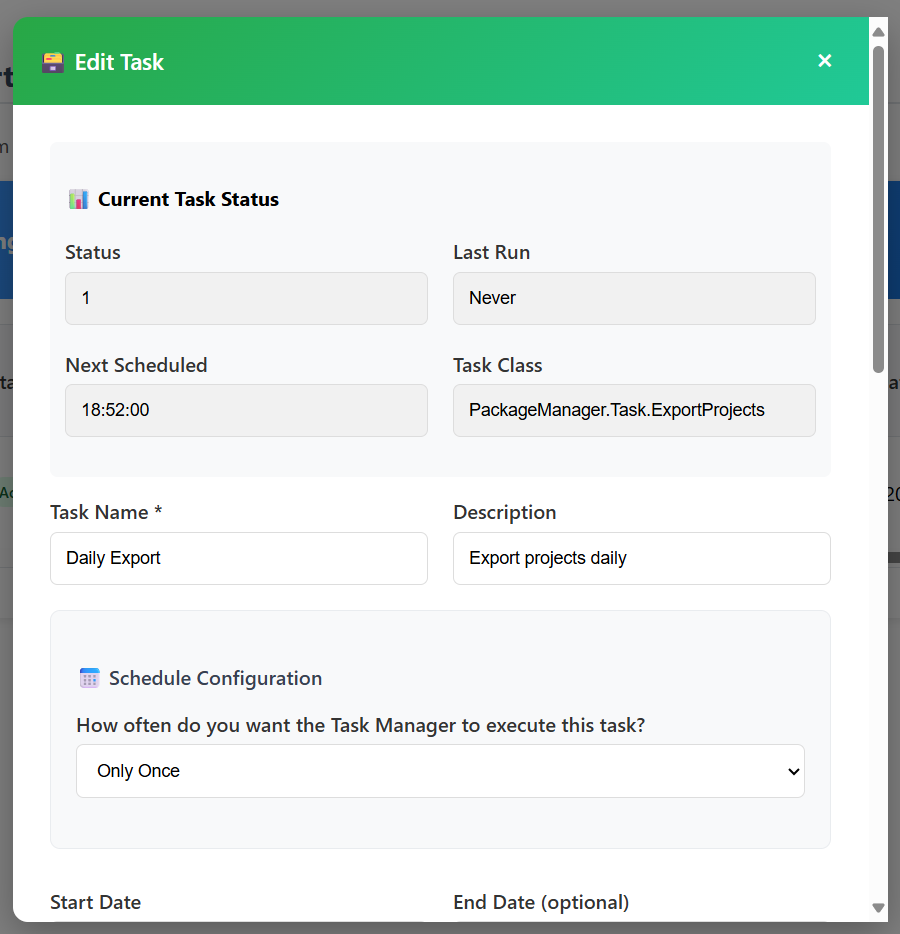 Edit Task
×
Current Task Status
Status
Last Run
1
Never
Next Scheduled
Task Class
18:52:00
PackageManager.Task.ExportProjects
Task Name *
Description
Daily Export
Export projects daily
Schedule Configuration
How often do you want the Task Manager to execute this task?
Only Once
Start Date
End Date (optional)